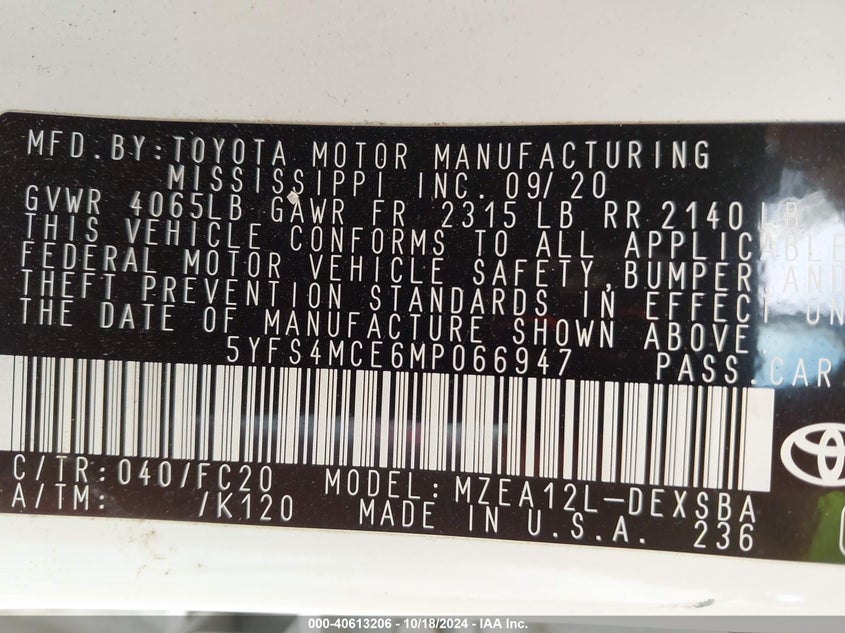 MFD.BY:TOYOTA MOTOR MANUFACTURING
MISSISSIPPI INC. 09/20
GVWR 4065LB GAWR FR 2315 LB RR 2140 LB
THIS VEHICLE CONFORMS TO ALL APPLICABLE
FEDERAL MOTOR VEHICLE SAFETY, BUMPER, AND
THEFT PREVENTION STANDARDS IN EFFECT ON
THE DATE OF MANUFACTURE SHOWN ABOVE.
5YFS4MCE6MP066947 PASS.CAR
C/TR:040/FC20 MODEL:MZEA12L-DEXSBA
A/TM: /K120 MADE IN U.S.A. 236
000-40613206 - 10/18/2024 - IAA Inc.